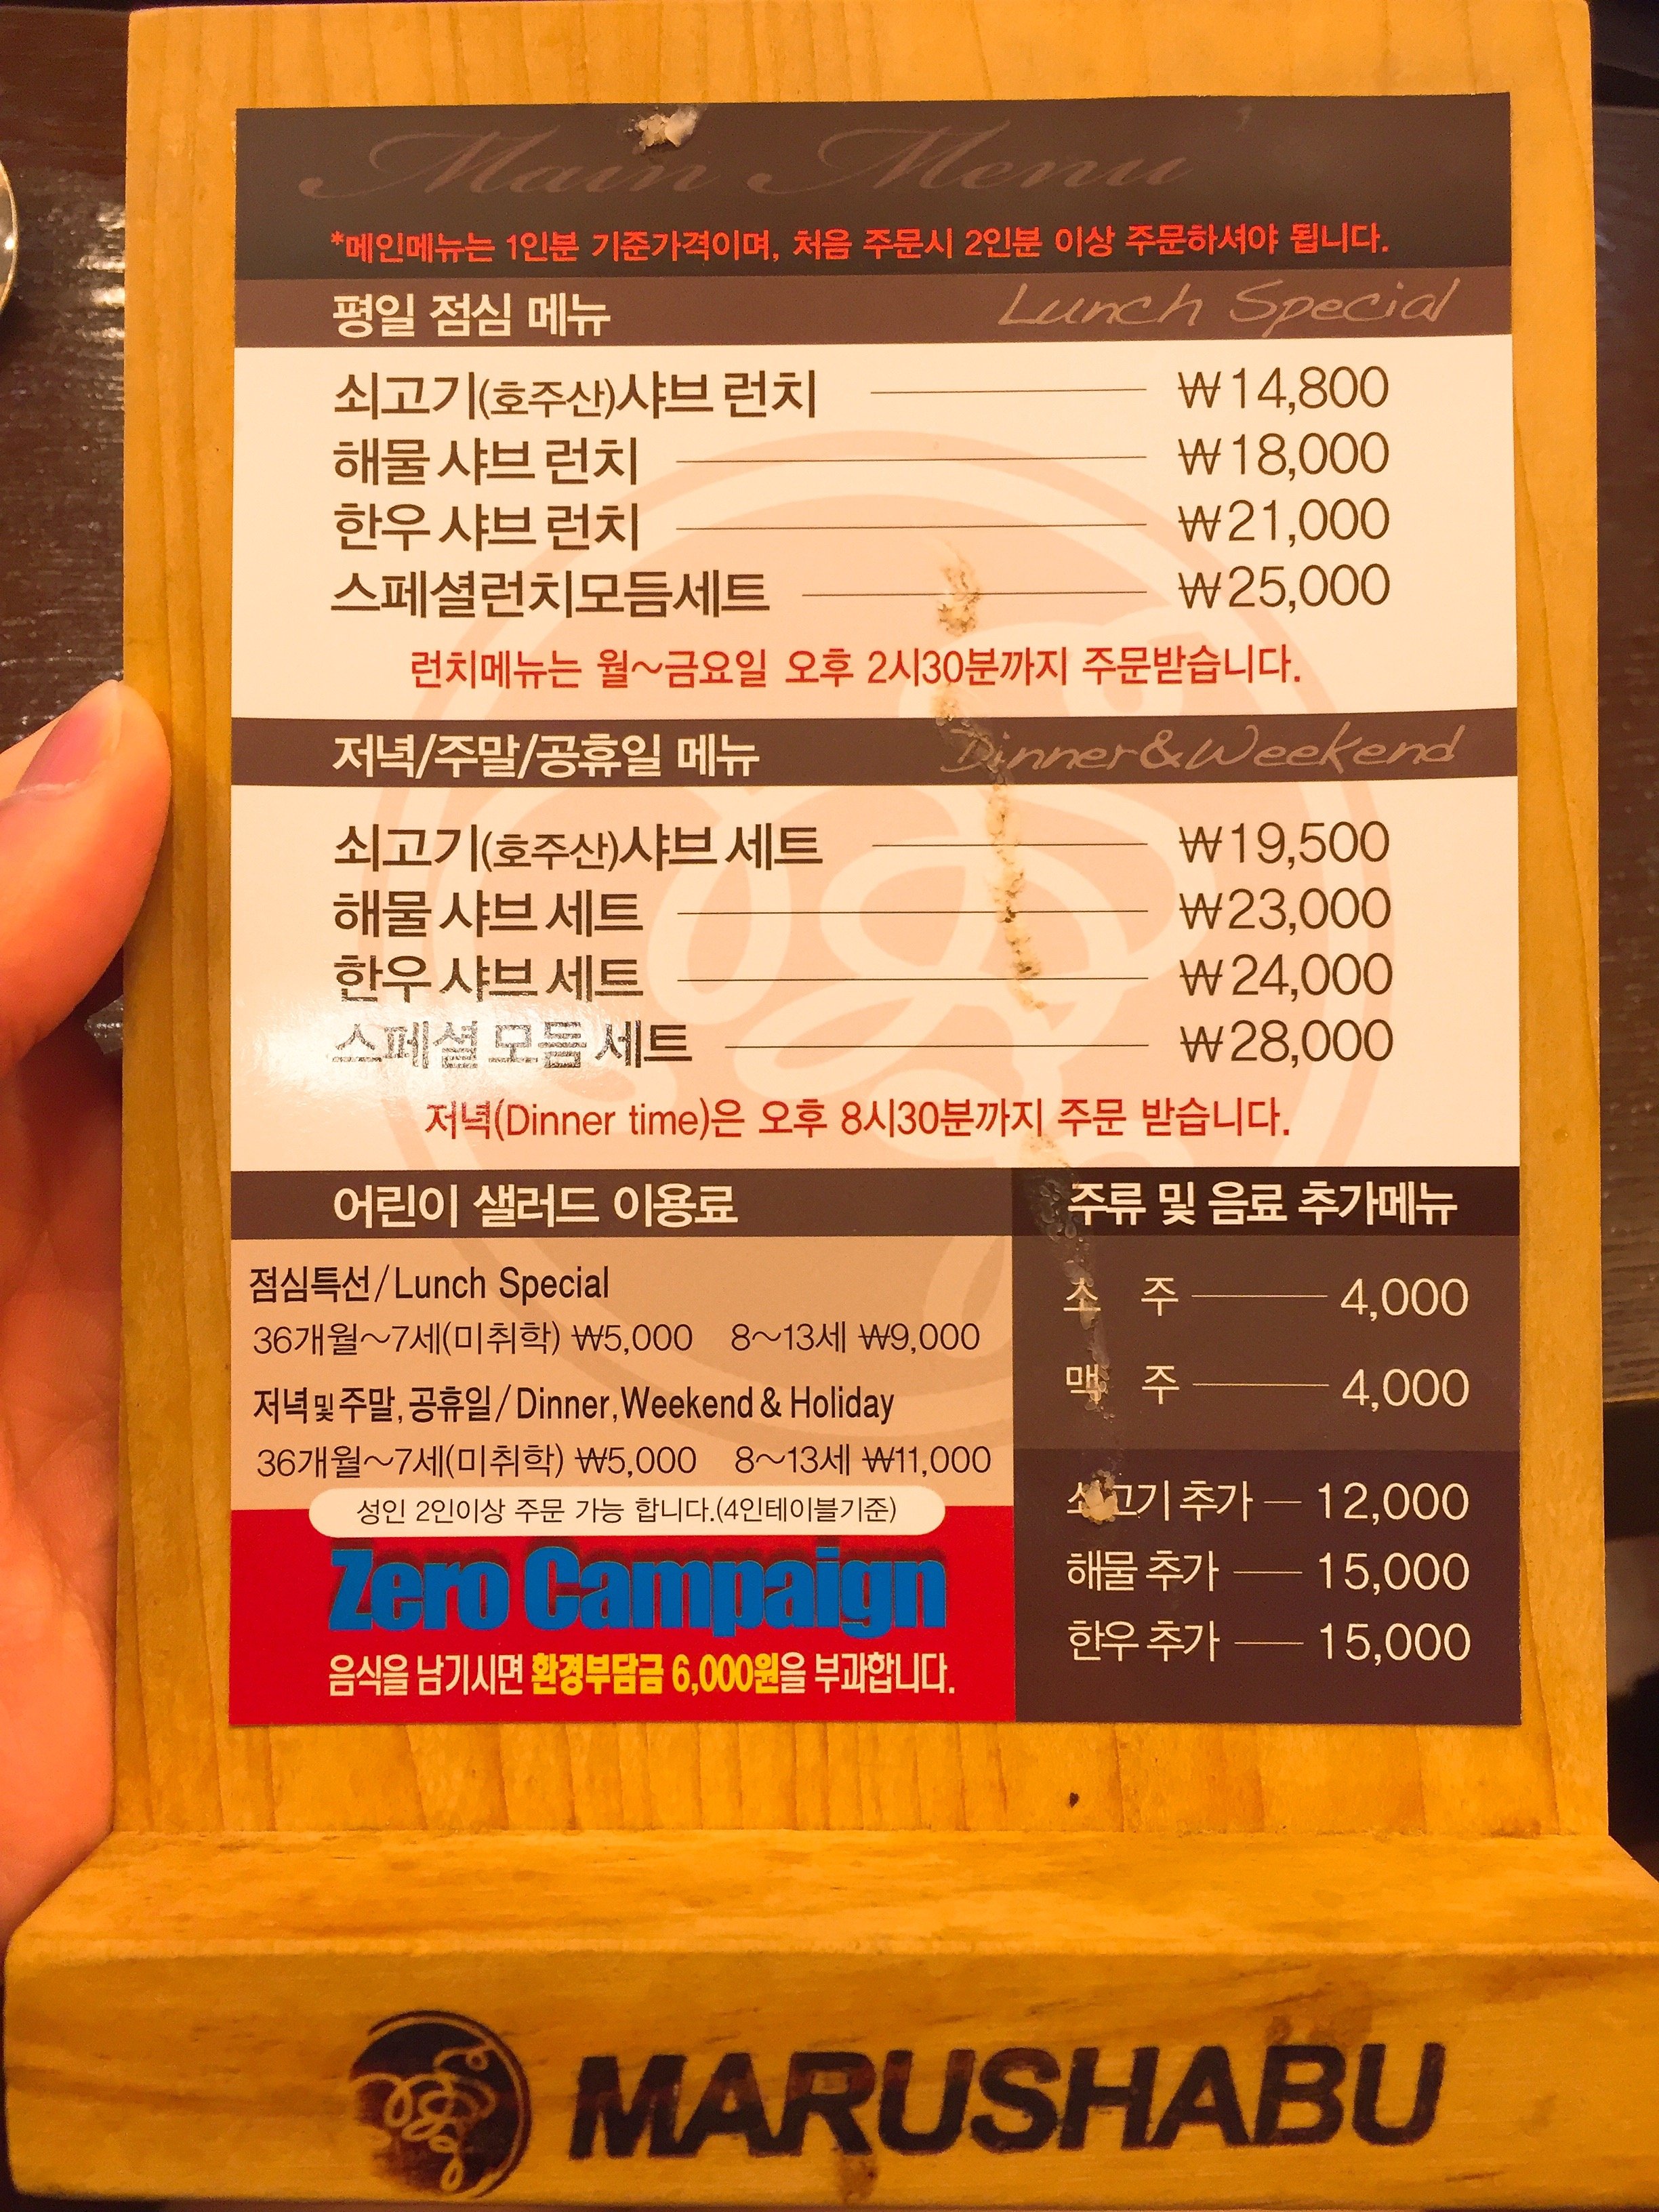 Main Menu
*메인메뉴는 1인분 기준가격이며, 처음 주문시 2인분 이상 주문하셔야 됩니다.
평일 점심 메뉴 Lunch Special
쇠고기(호주산)샤브 런치 ₩14,800
해물 샤브 런치 ₩18,000
한우 샤브 런치 ₩21,000
스페셜런치모듬세트 ₩25,000
런치메뉴는 월~금요일 오후 2시30분까지 주문받습니다.
저녁/주말/공휴일 메뉴 Dinner&Weekend
쇠고기(호주산)샤브 세트 ₩19,500
해물 샤브 세트 ₩23,000
한우 샤브 세트 ₩24,000
스페셜 모듬 세트 ₩28,000
저녁(Dinner time)은 오후 8시30분까지 주문 받습니다.
어린이 샐러드 이용료
점심특선/Lunch Special
36개월~7세(미취학) ₩5,000 8~13세 ₩9,000
저녁및주말,공휴일/Dinner,Weekend & Holiday
36개월~7세(미취학) ₩5,000 8~13세 ₩11,000
성인 2인이상 주문 가능 합니다.(4인테이블기준)
Zero Campaign
음식을 남기시면 환경부담금 6,000원을 부과합니다.
주류 및 음료 추가메뉴
소 주 4,000
맥 주 4,000
쇠고기 추가 12,000
해물 추가 15,000
한우 추가 15,000
MARUSHABU